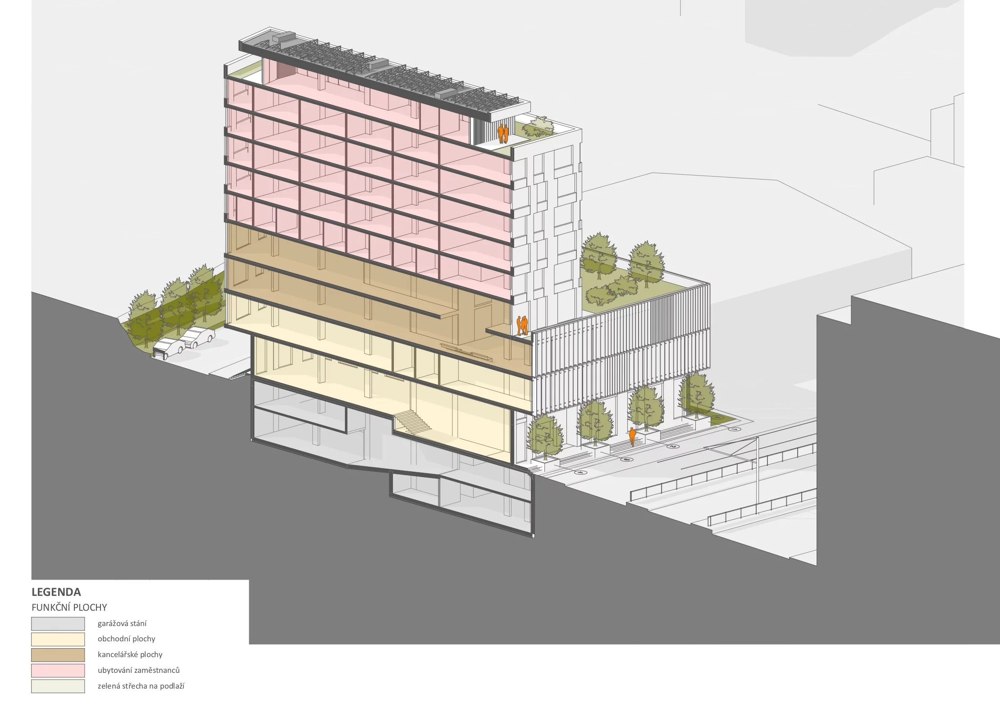 LEGENDA
FUNKČNÍ PLOCHY
garážová stání
obchodní plochy
kancelářské plochy
ubytování zaměstnanců
zelená střecha na podlaží